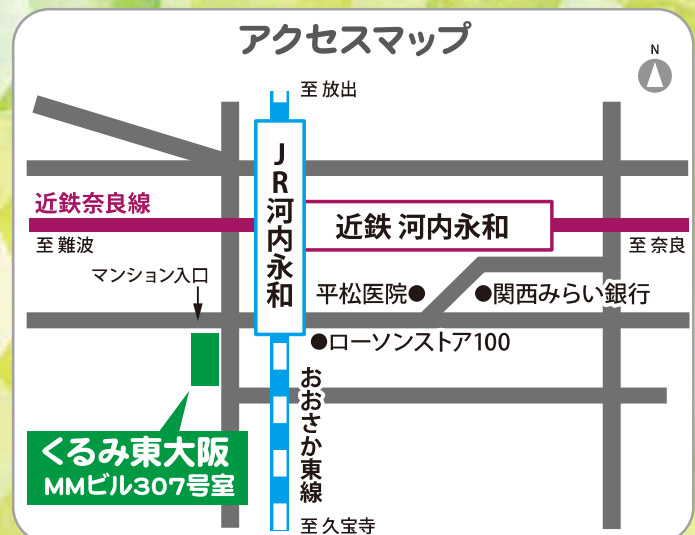 アクセスマップ
N
至 放出
JR河内永和
近鉄奈良線
近鉄 河内永和
至 難波
至 奈良
マンション入口
平松医院●
●関西みらい銀行
●ローソンストア100
おおさか東線
くるみ東大阪
MMビル307号室
至 久宝寺